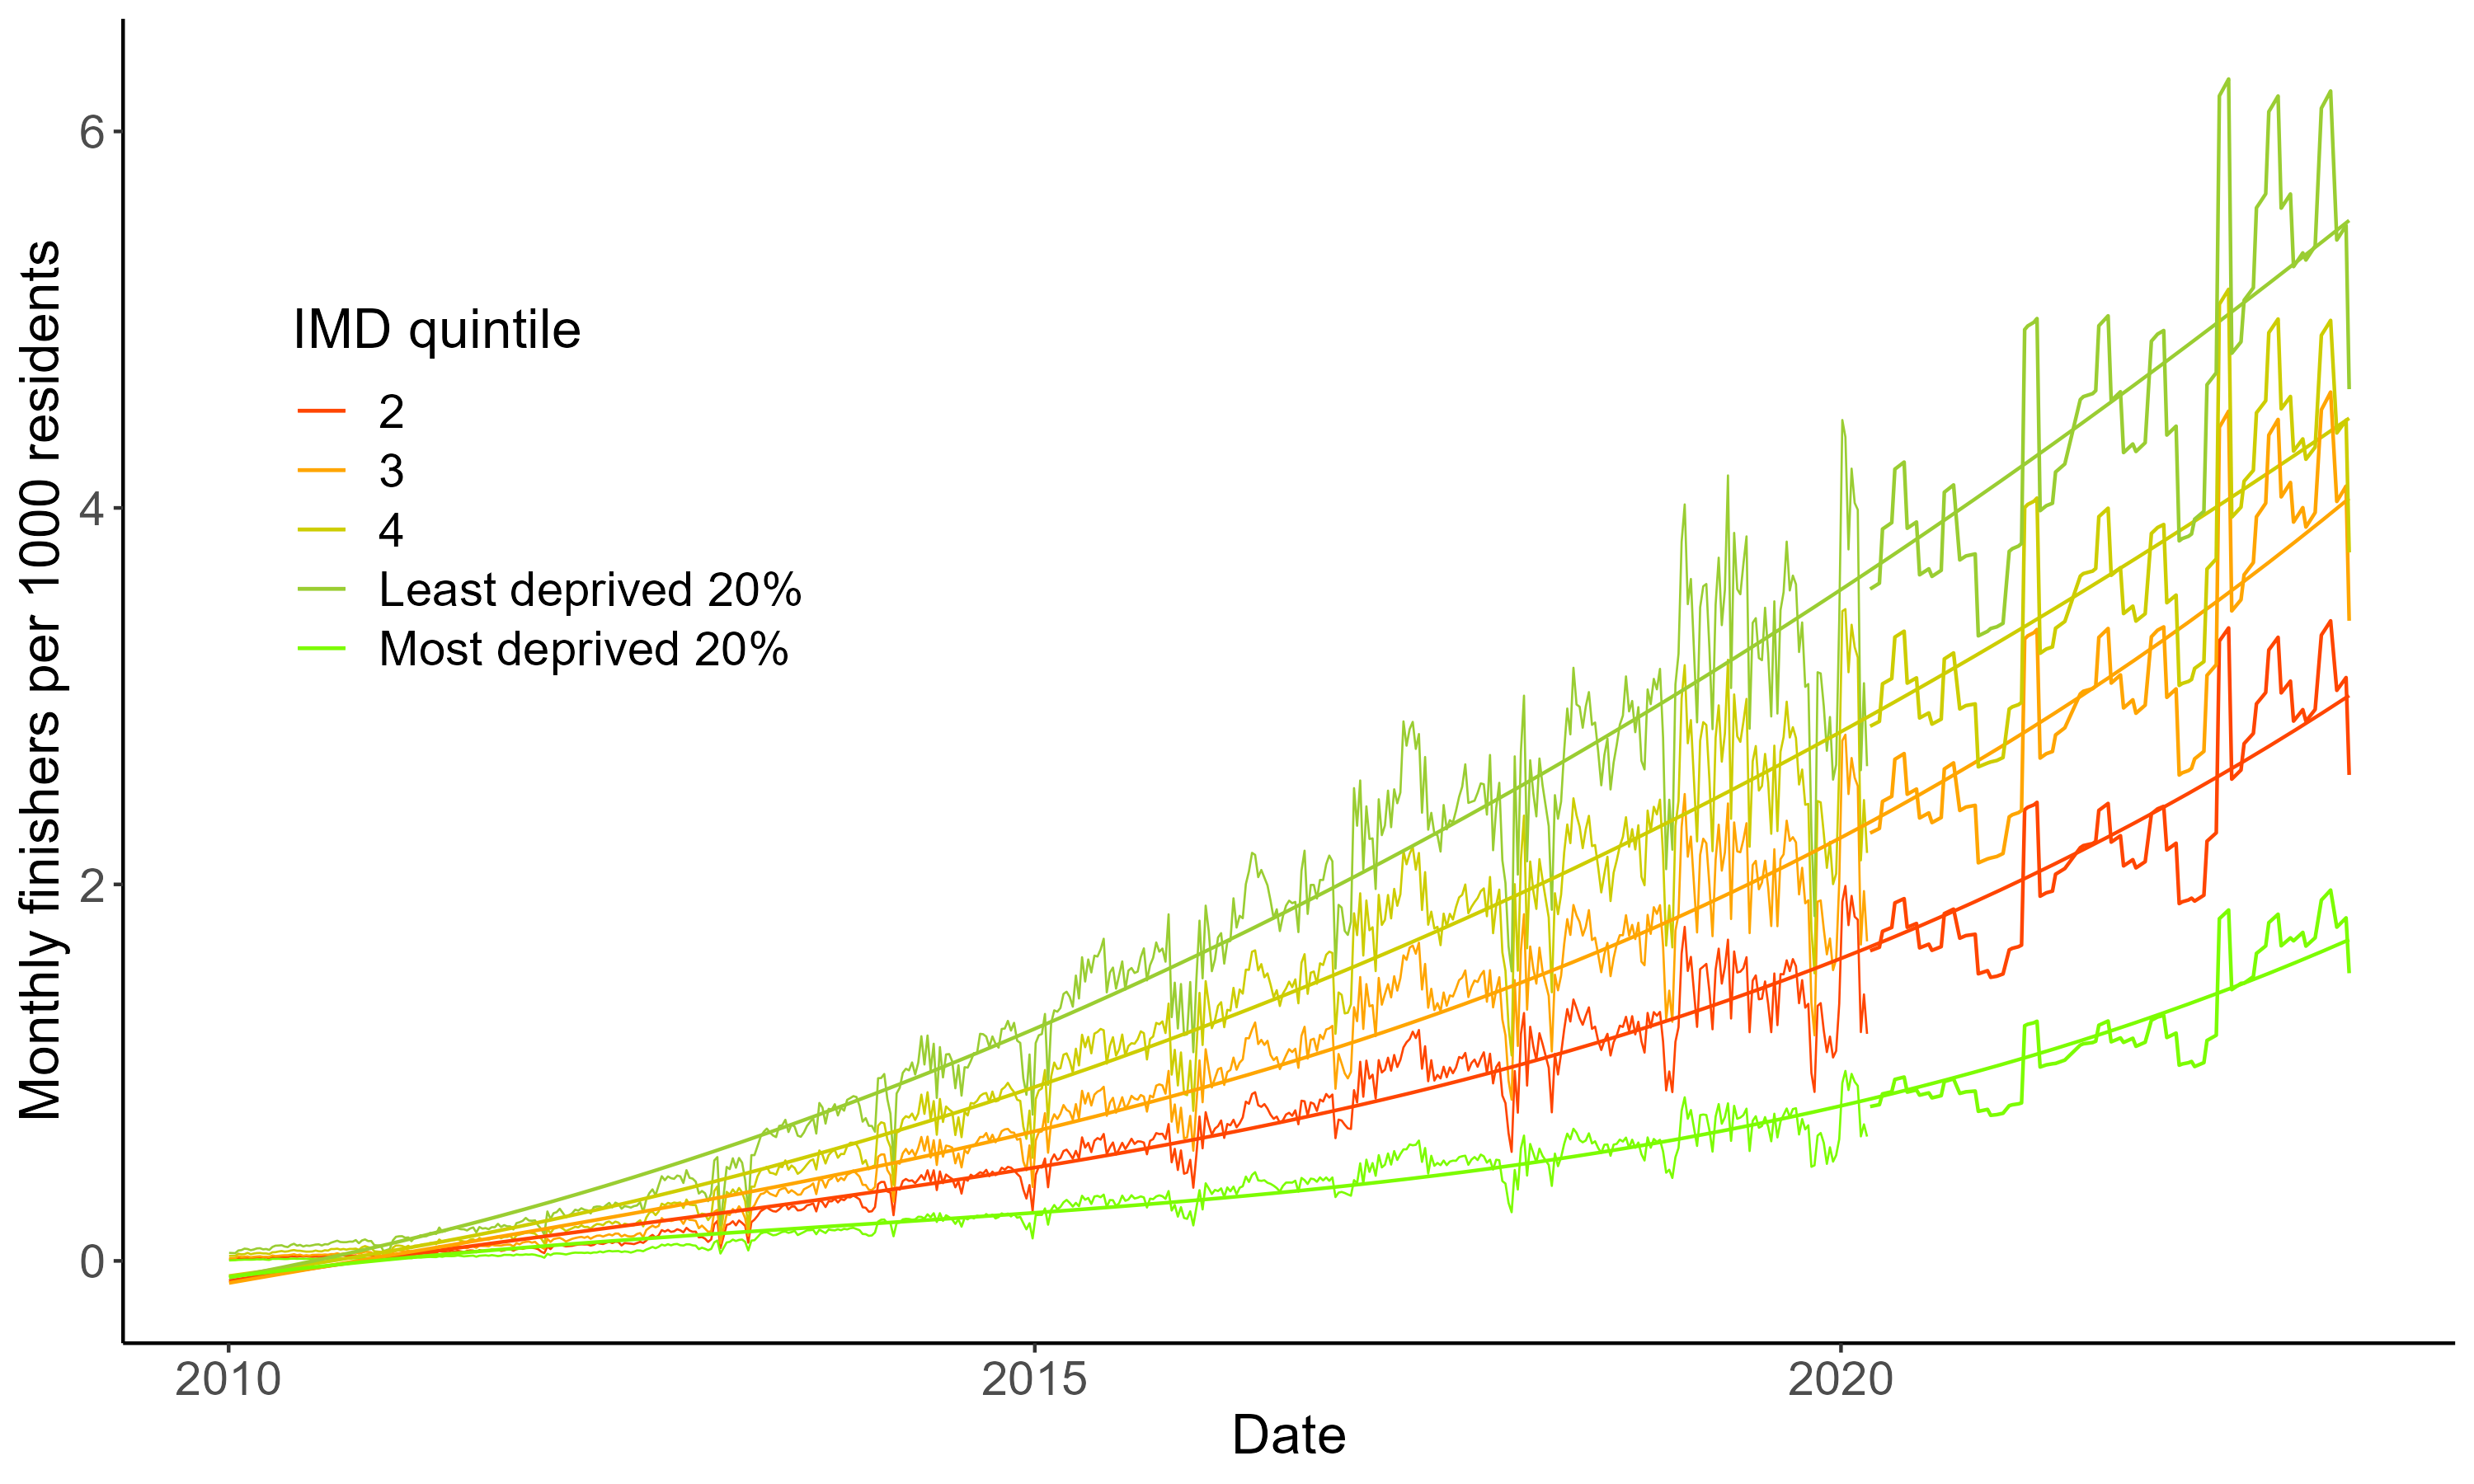 Monthly finishers per 1000 residents
6
4
2
0
IMD quintile
2
3
4
Least deprived 20%
Most deprived 20%
2010
2015
2020
Date